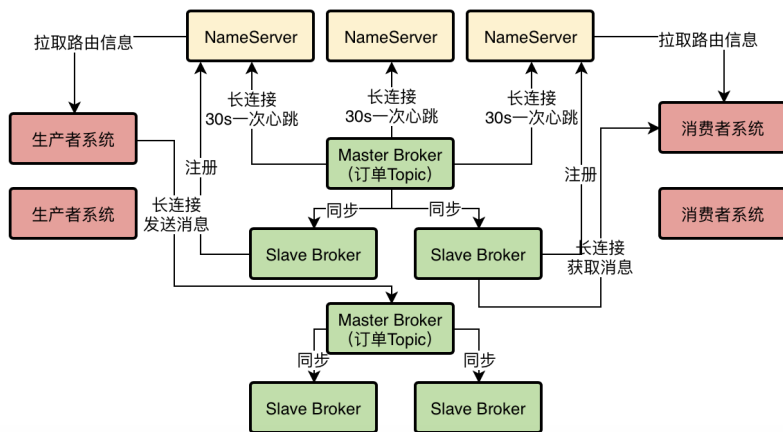 NameServer
NameServer
NameServer
拉取路由信息
拉取路由信息
长连接
30s一次心跳
长连接
30s一次心跳
长连接
30s一次心跳
生产者系统
消费者系统
Master Broker
(订单Topic)
注册
注册
生产者系统
消费者系统
长连接
发送消息
同步
同步
Slave Broker
Slave Broker
长连接
获取消息
Master Broker
(订单Topic)
同步
同步
Slave Broker
Slave Broker